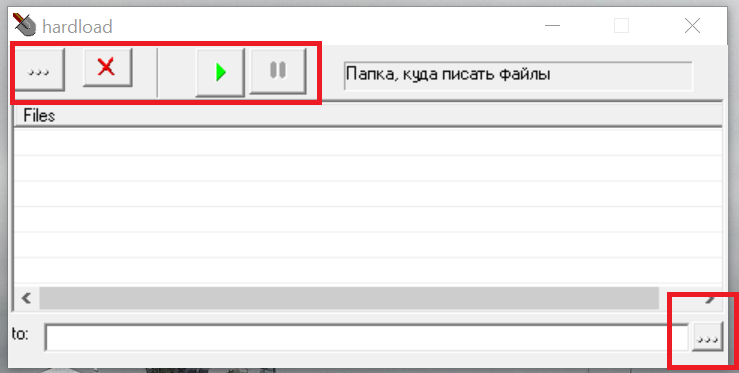 hardload
...
Папка, куда писать файлы
Files
to:
...